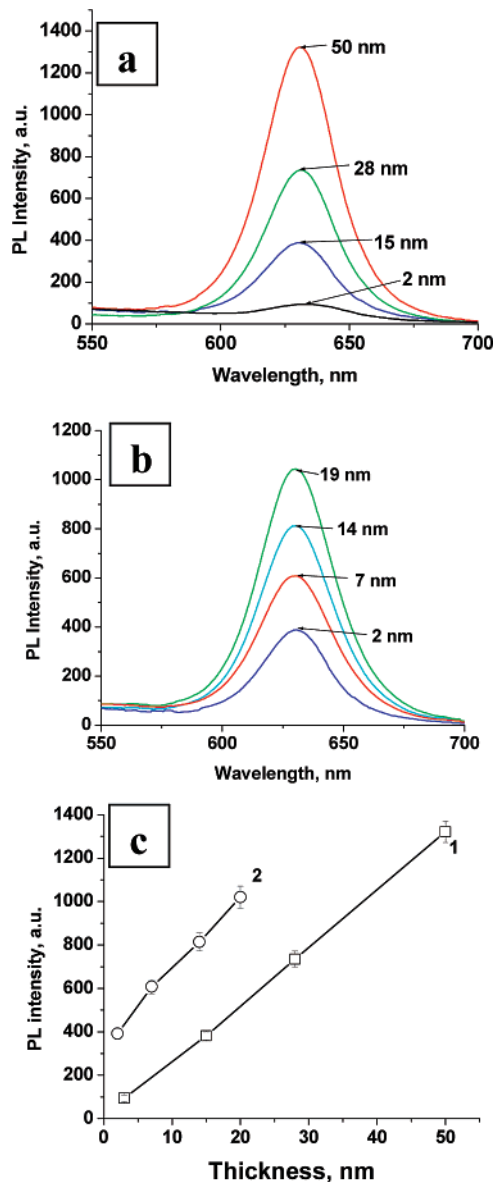 a
1400
1200
1000
800
600
400
200
0
PL Intensity, a.u.
50 nm
28 nm
15 nm
2 nm
550 600 650 700
Wavelength, nm
b
1200
1000
800
600
400
200
0
PL Intensity, a.u.
19 nm
14 nm
7 nm
2 nm
550 600 650 700
Wavelength, nm
c
1400
1200
1000
800
600
400
200
0
PL intensity, a.u.
2
1
0 10 20 30 40 50
Thickness, nm